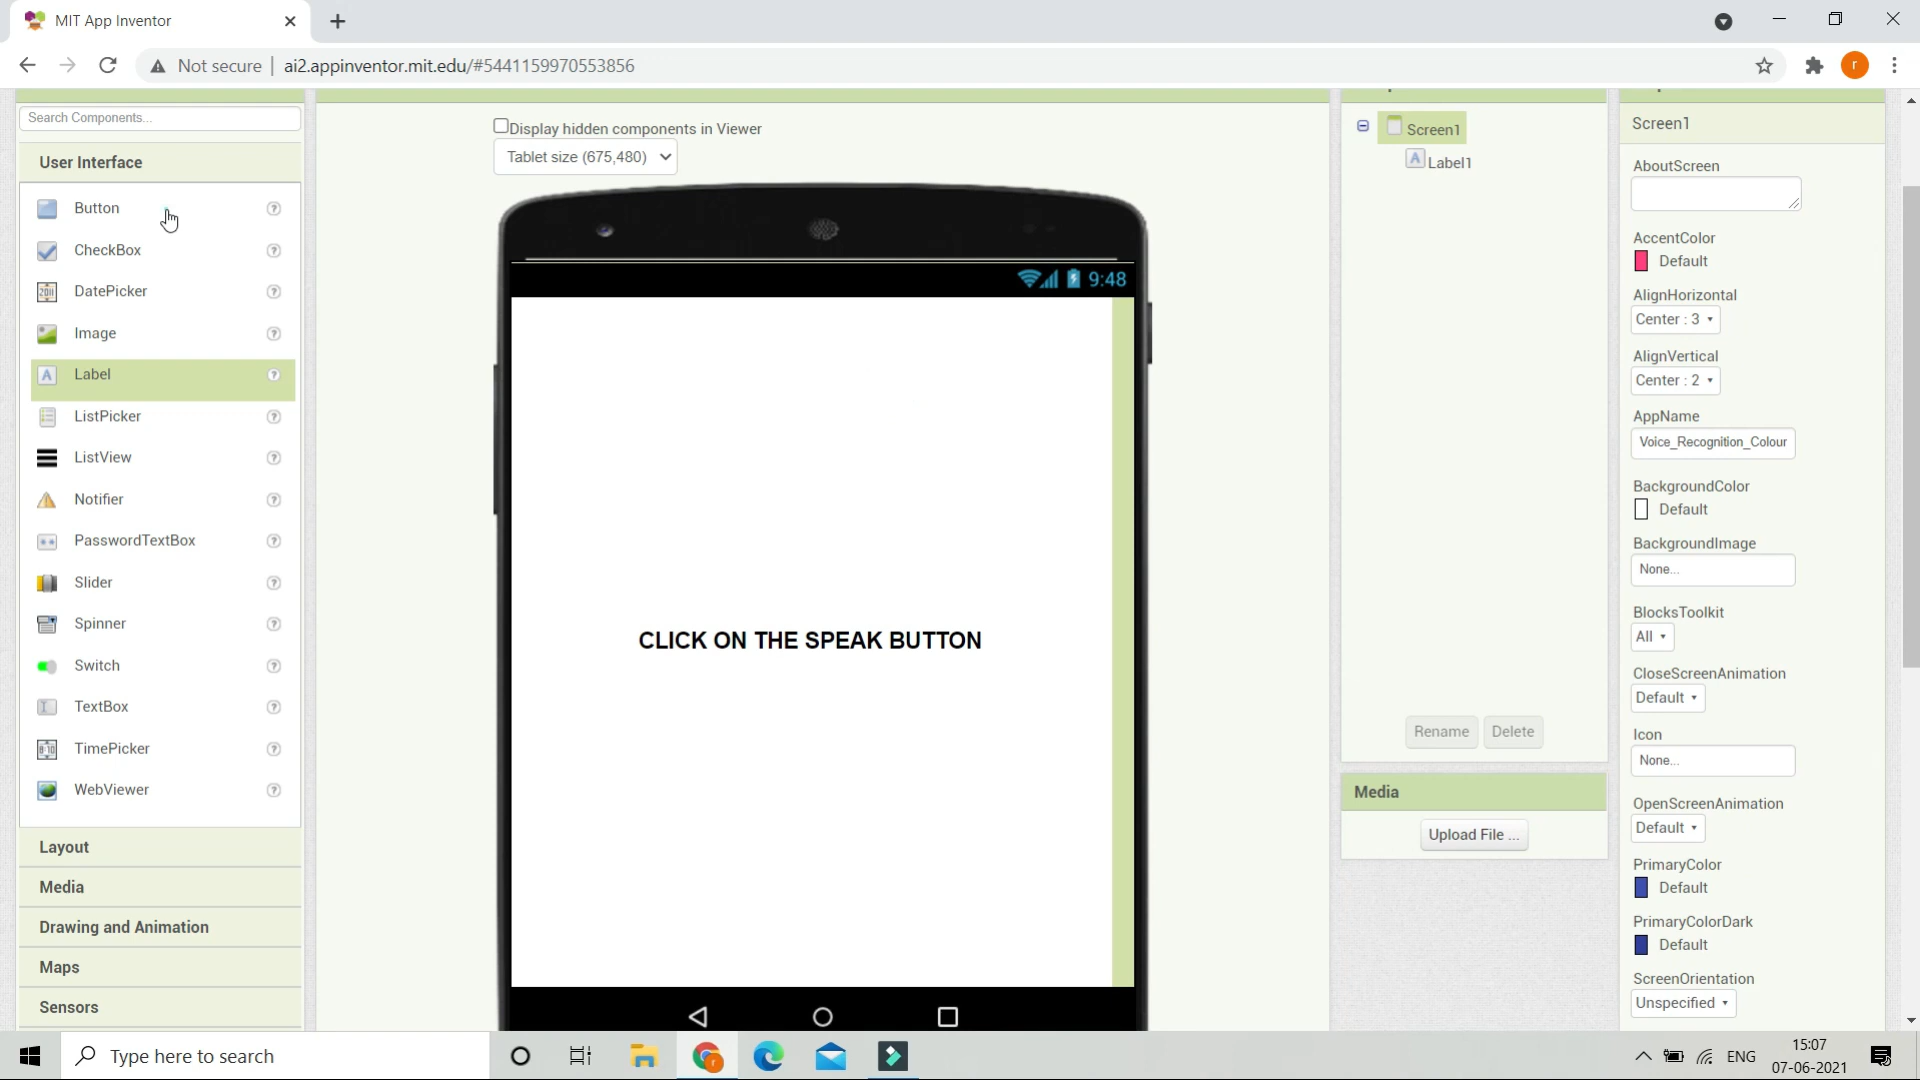 MIT App Inventor
Not secure
ai2.appinventor.mit.edu/#5441159970553856
r
Search Components...
User Interface
Button
CheckBox
DatePicker
Image
Label
ListPicker
ListView
Notifier
PasswordTextBox
Slider
Spinner
Switch
TextBox
TimePicker
WebViewer
Layout
Media
Drawing and Animation
Maps
Sensors
Display hidden components in Viewer
Tablet size (675,480)
9:48
CLICK ON THE SPEAK BUTTON
Screen1
Label1
Rename
Delete
Media
Upload File ...
Screen1
AboutScreen
AccentColor
Default
AlignHorizontal
Center : 3
AlignVertical
Center : 2
AppName
Voice_Recognition_Colour
BackgroundColor
Default
BackgroundImage
None...
BlocksToolkit
All
CloseScreenAnimation
Default
Icon
None...
OpenScreenAnimation
Default
PrimaryColor
Default
PrimaryColorDark
Default
ScreenOrientation
Unspecified
Type here to search
ENG
15:07
07-06-2021